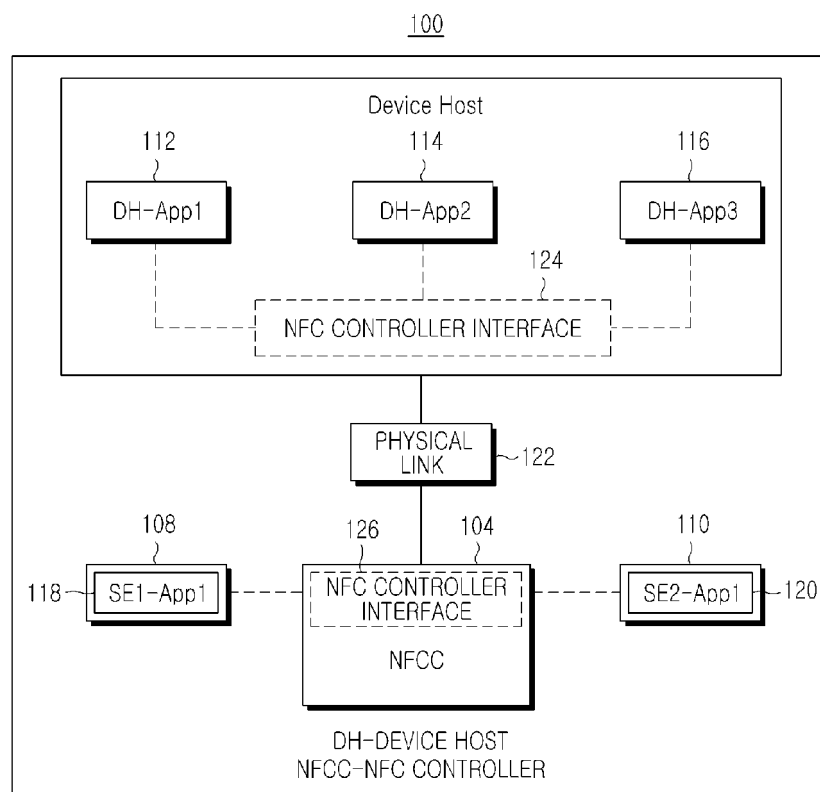 100
Device Host
112
114
116
DH-App1
DH-App2
DH-App3
124
NFC CONTROLLER INTERFACE
PHYSICAL
LINK
122
108
126
104
110
118
SE1-App1
NFC CONTROLLER
INTERFACE
SE2-App1
120
NFCC
DH-DEVICE HOST
NFCC-NFC CONTROLLER